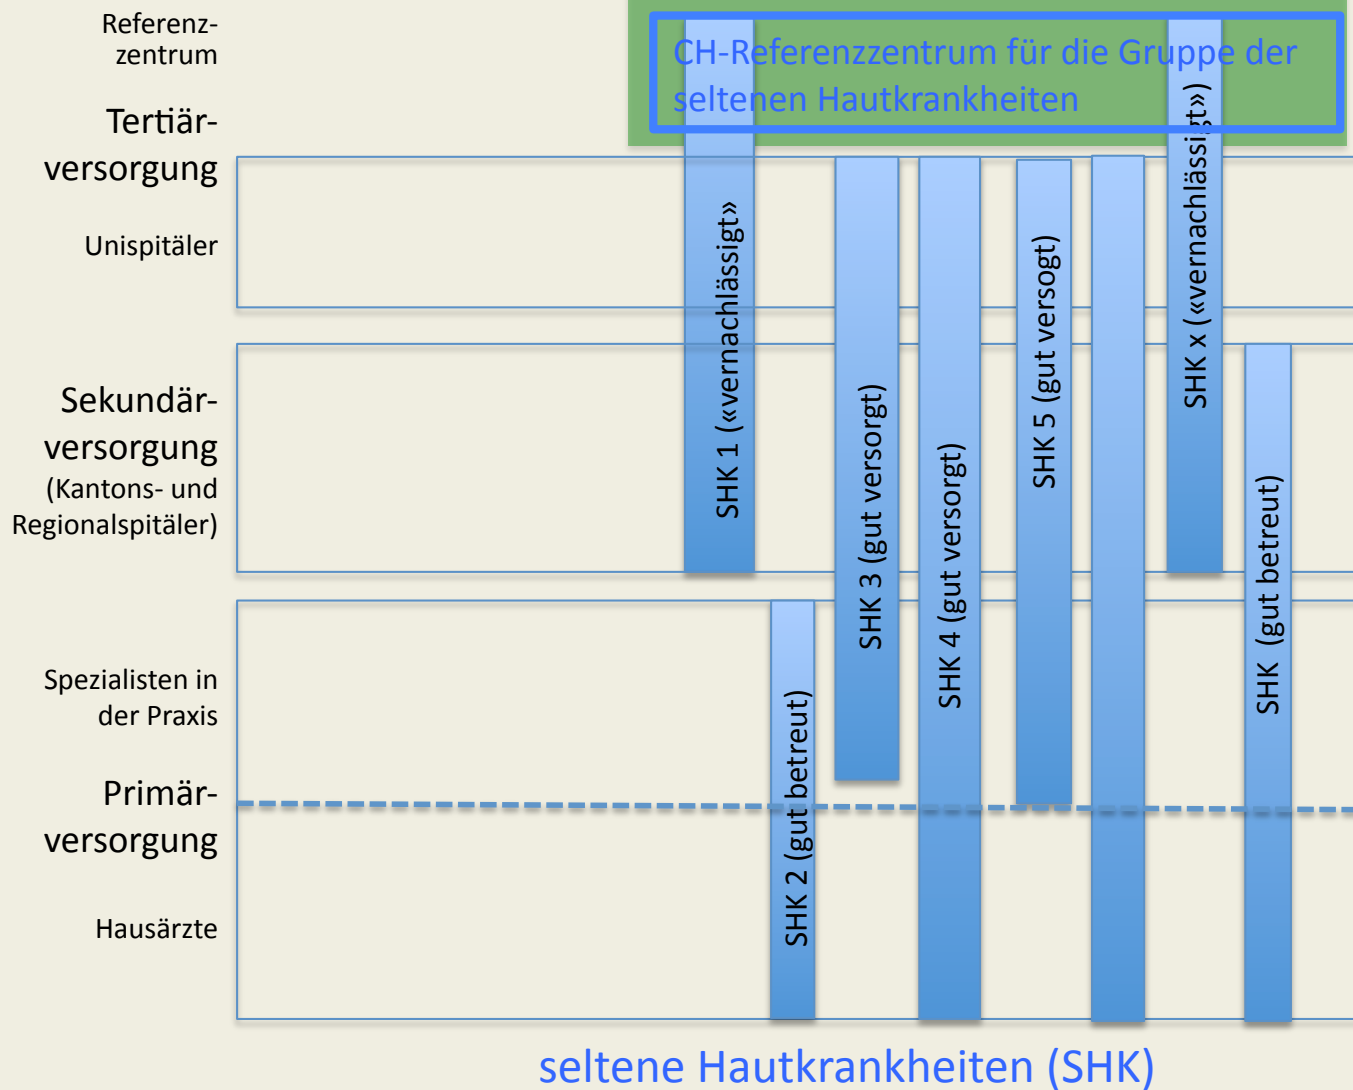 Referenz-
zentrum
Tertiär-
versorgung
Unispitäler
Sekundär-
versorgung
(Kantons- und
Regionalspitäler)
Spezialisten in
der Praxis
Primär-
versorgung
Hausärzte
CH-Referenzzentrum für die Gruppe der
seltenen Hautkrankheiten
SHK 1 («vernachlässigt»
SHK 2 (gut betreut)
SHK 3 (gut versorgt)
SHK 4 (gut versorgt)
SHK 5 (gut versogt)
SHK x («vernachlässigt»)
SHK (gut betreut)
seltene Hautkrankheiten (SHK)